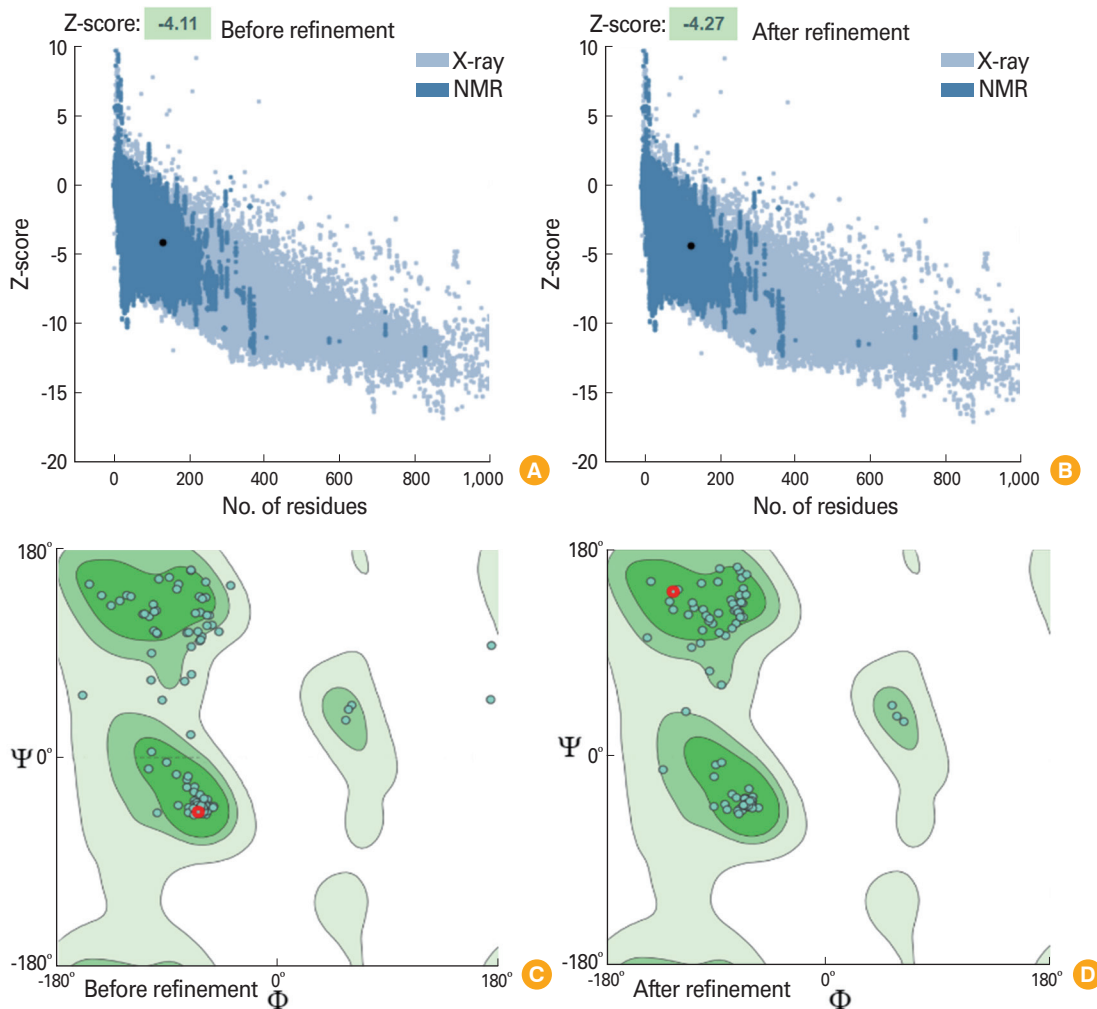 Z-score: -4.11 Before refinement
10
5
0
-5
-10
-15
-20
Z-score
X-ray
NMR
0 200 400 600 800 1,000
No. of residues
A
Z-score: -4.27 After refinement
10
5
0
-5
-10
-15
-20
Z-score
X-ray
NMR
0 200 400 600 800 1,000
No. of residues
B
180°
Ψ 0°
-180°
-180° 0° 180°
Before refinement Φ
C
180°
Ψ 0°
-180°
-180° 0° 180°
After refinement Φ
D